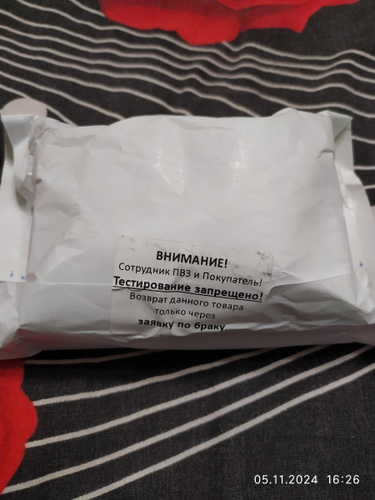 ВНИМАНИЕ!
Сотрудник ПВЗ и Покупатель!
Тестирование запрещено!
Возврат данного товара
только через
заявку по браку
05.11.2024 16:26